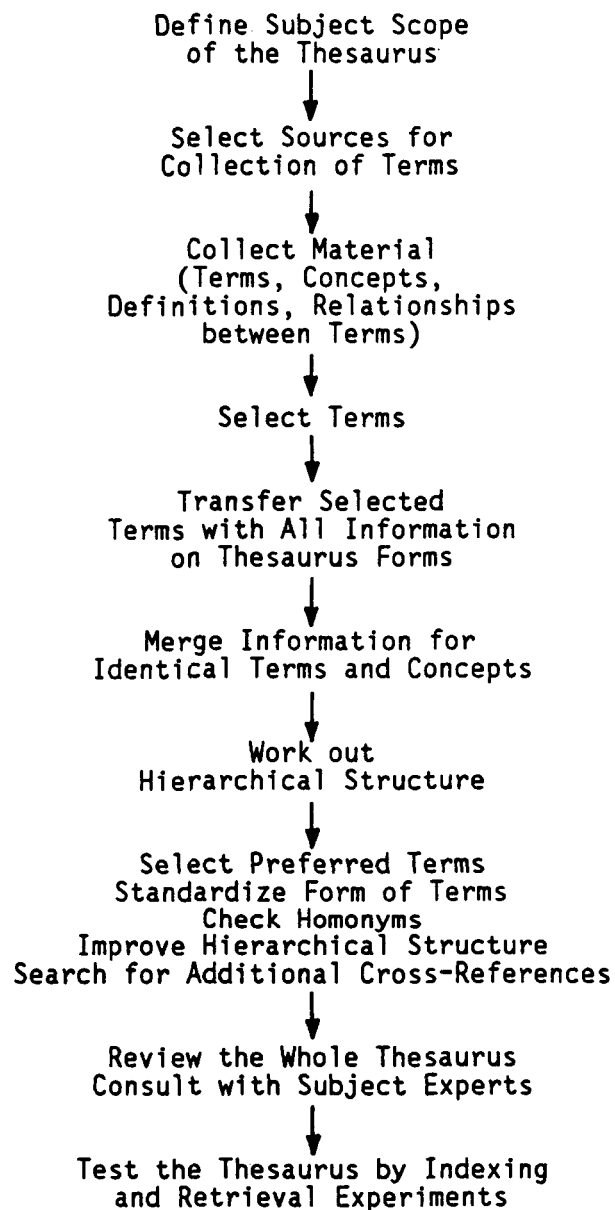 Define Subject Scope
of the Thesaurus
Select Sources for
Collection of Terms
Collect Material
(Terms, Concepts,
Definitions, Relationships
between Terms)
Select Terms
Transfer Selected
Terms with All Information
on Thesaurus Forms
Merge Information for
Identical Terms and Concepts
Work out
Hierarchical Structure
Select Preferred Terms
Standardize Form of Terms
Check Homonyms
Improve Hierarchical Structure
Search for Additional Cross-References
Review the Whole Thesaurus
Consult with Subject Experts
Test the Thesaurus by Indexing
and Retrieval Experiments